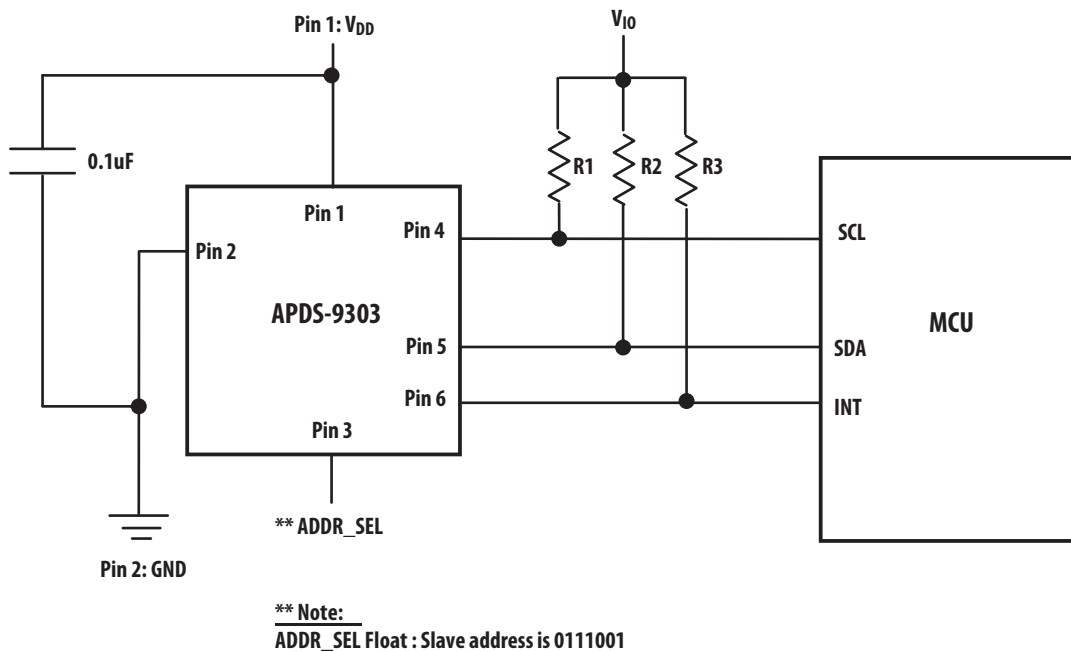 Pin 1: VDD
VIO
0.1uF
R1
R2
R3
Pin 1
Pin 4
SCL
Pin 2
APDS-9303
MCU
Pin 5
SDA
Pin 6
INT
Pin 3
** ADDR_SEL
Pin 2: GND
** Note:
ADDR_SEL Float : Slave address is 0111001